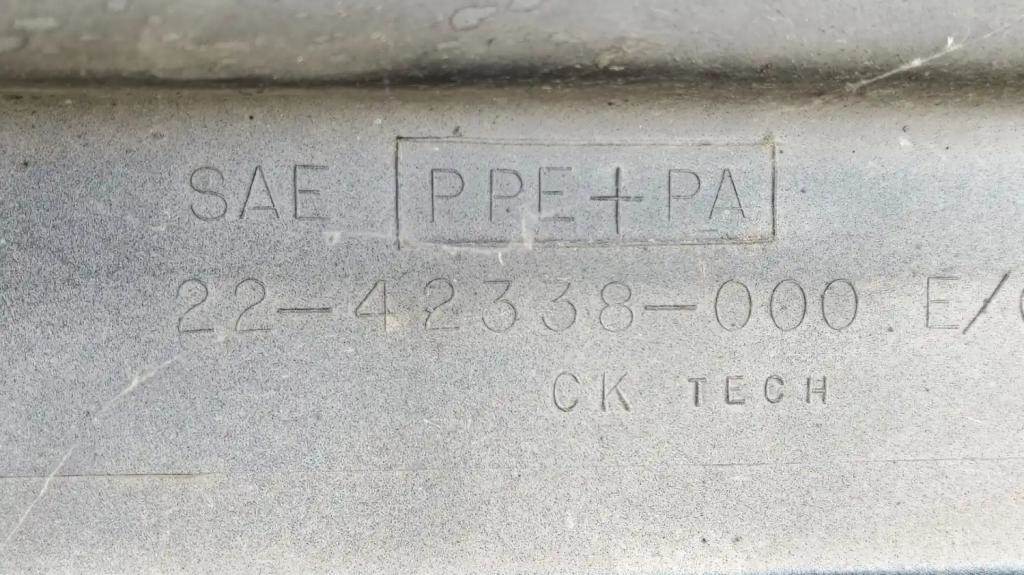 SAE PPE+PA
22-42338-000 E/
CK TECH